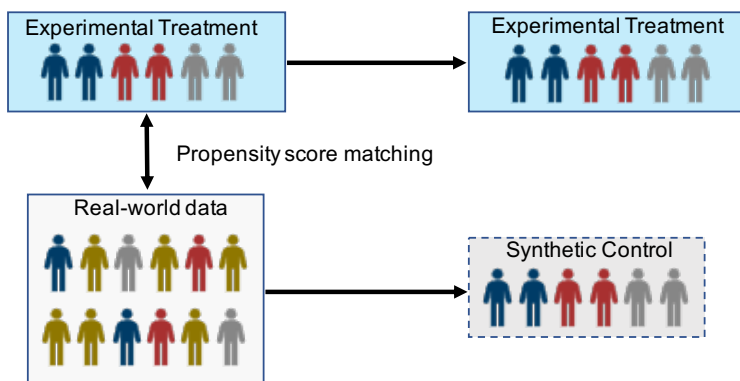 Experimental Treatment
Experimental Treatment
Propensity score matching
Real-world data
Synthetic Control